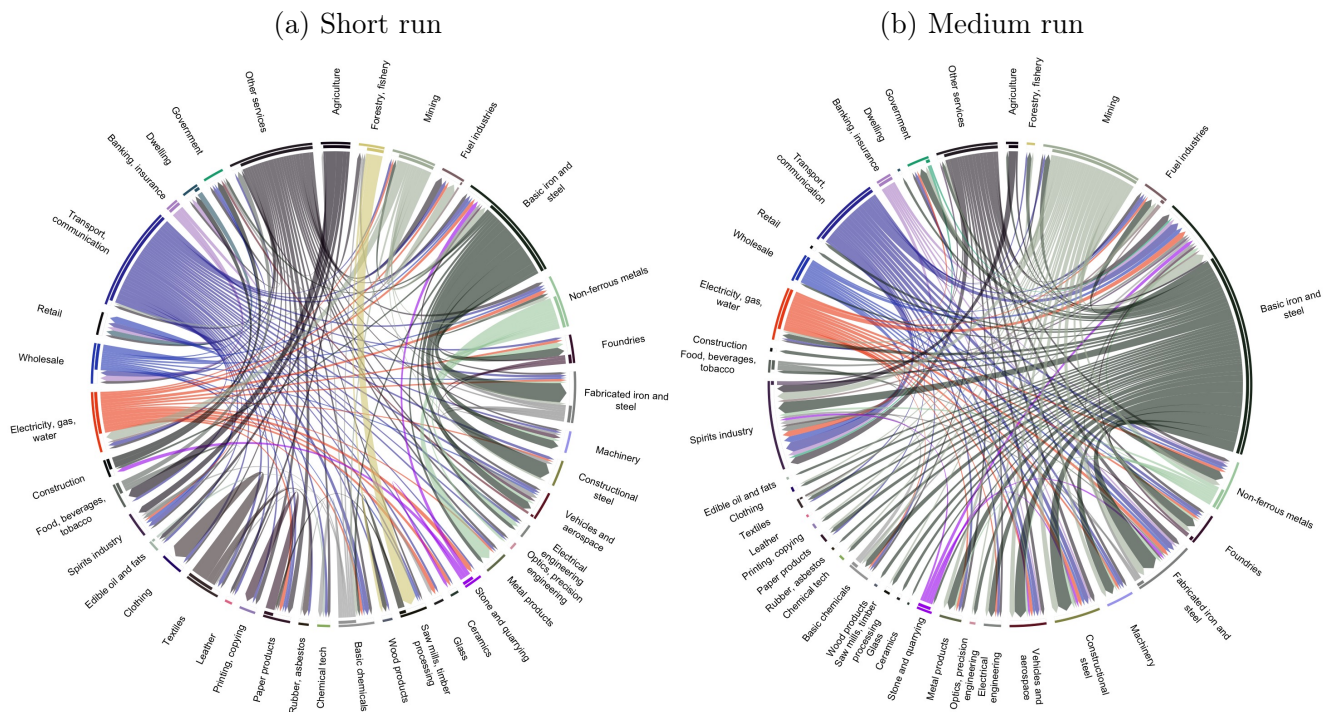 (a) Short run
Other services
Agriculture
Forestry, fishery
Mining
Fuel industries
Basic iron and
steel
Non-ferrous metals
Foundries
Fabricated iron and
steel
Machinery
Constructional
steel
Vehicles and
aerospace
Electrical
engineering
Optics, precision
engineering
Metal products
Stone and quarrying
Ceramics
Glass
Saw mills, timber
processing
Wood products
Basic chemicals
Chemical tech
Rubber, asbestos
Paper products
Printing, copying
Leather
Textiles
Clothing
Edible oil and fats
Spirits industry
Food, beverages,
tobacco
Construction
Electricity, gas,
water
Wholesale
Retail
Transport,
communication
Banking, insurance
Dwelling
Government
(b) Medium run
Other services
Agriculture
Forestry, fishery
Mining
Fuel industries
Basic iron and
steel
Non-ferrous metals
Foundries
Fabricated iron and
steel
Machinery
Constructional
steel
Vehicles and
aerospace
Electrical
engineering
Optics, precision
engineering
Metal products
Stone and quarrying
Ceramics
Glass
Saw mills, timber
processing
Wood products
Basic chemicals
Chemical tech
Rubber, asbestos
Paper products
Printing, copying
Leather
Textiles
Clothing
Edible oil and fats
Spirits industry
Food, beverages,
tobacco
Construction
Electricity, gas,
water
Wholesale
Retail
Transport,
communication
Banking, insurance
Dwelling
Government